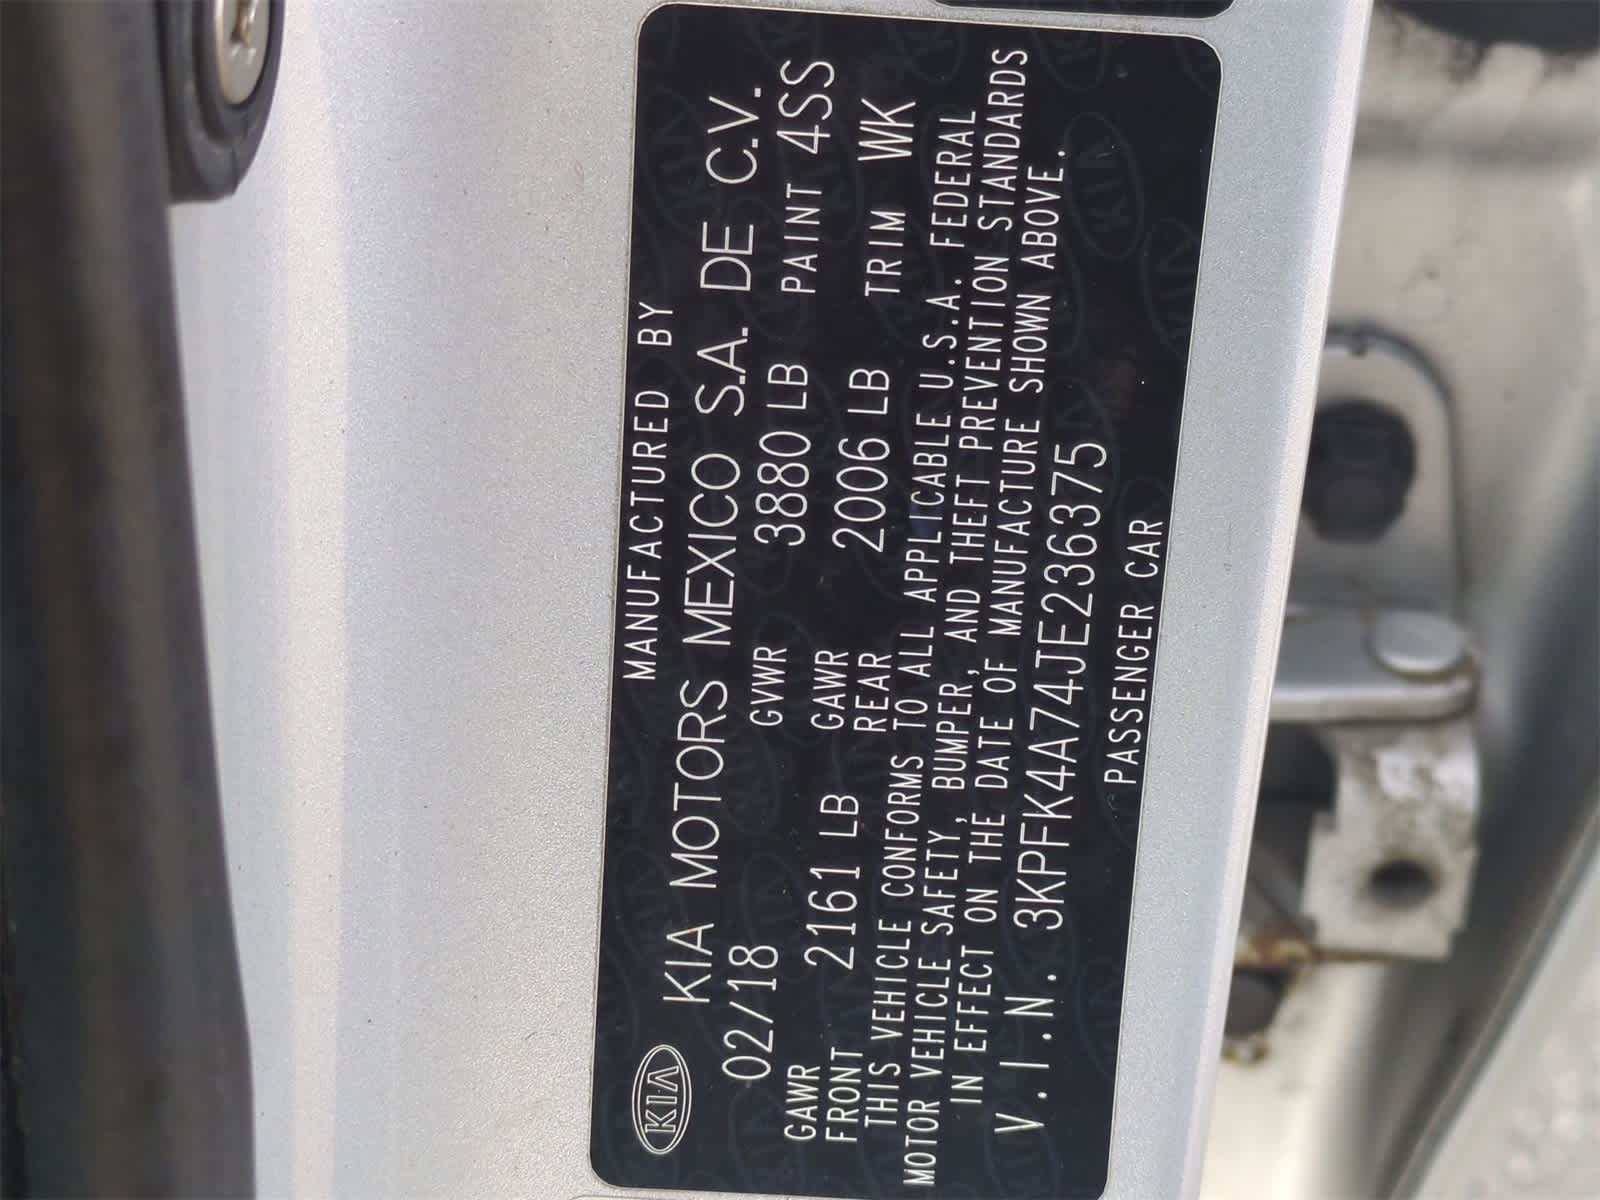 KIA
MANUFACTURED BY
KIA MOTORS MEXICO S.A. DE C.V.
02/18 GVWR 3880 LB PAINT 4SS
GAWR FRONT 2161 LB GAWR REAR 2006 LB TRIM WK
THIS VEHICLE CONFORMS TO ALL APPLICABLE U.S.A. FEDERAL
MOTOR VEHICLE SAFETY, BUMPER, AND THEFT PREVENTION STANDARDS
IN EFFECT ON THE DATE OF MANUFACTURE SHOWN ABOVE.
V.I.N. 3KPFK4A74JE236375
PASSENGER CAR